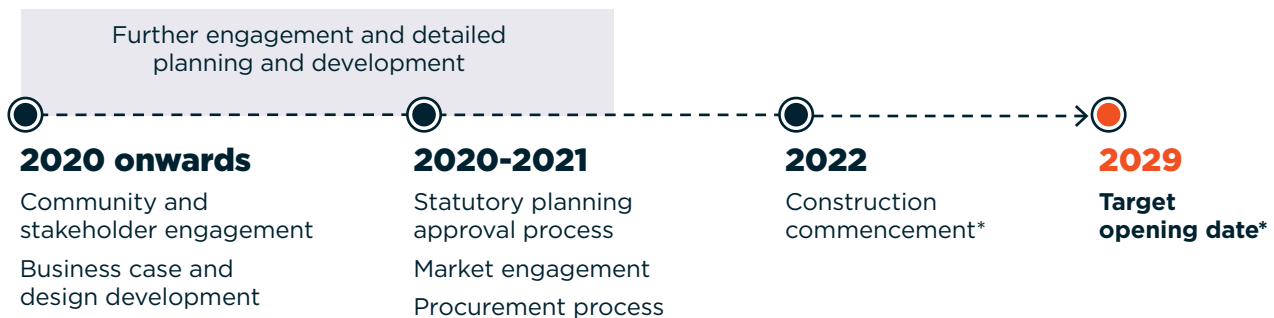 Further engagement and detailed
planning and development
2020 onwards
Community and
stakeholder engagement
Business case and
design development
2020-2021
Statutory planning
approval process
Market engagement
Procurement process
2022
Construction
commencement*
2029
Target
opening date*